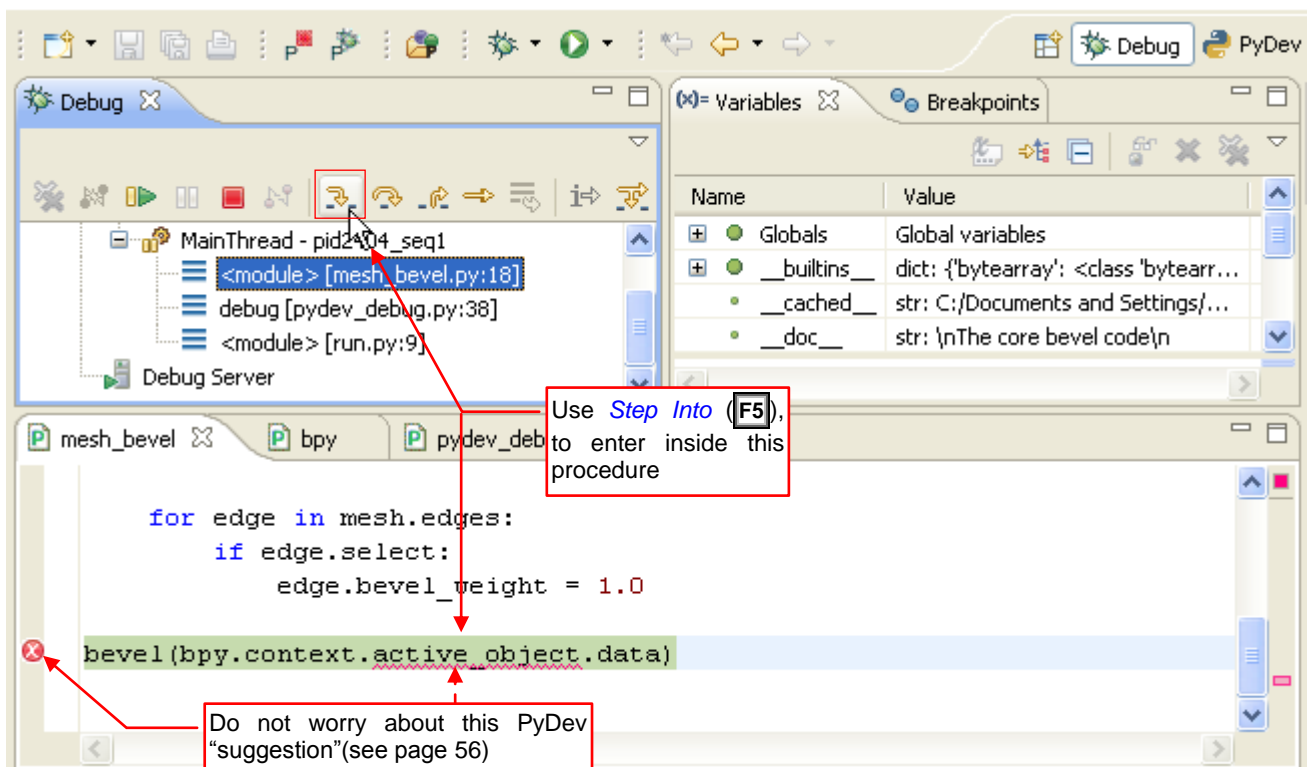 Debug
PyDev
Debug
(x)= Variables
Breakpoints
Name
Value
MainThread - pid2404_seq1
<module> [mesh_bevel.py:18]
debug [pydev_debug.py:38]
<module> [run.py:9]
Debug Server
Globals
Global variables
__builtins__
dict: {'bytearray': <class 'bytearr...
__cached__
str: C:/Documents and Settings/...
__doc__
str: \nThe core bevel code\n
Use Step Into (F5),
to enter inside this
procedure
mesh_bevel
bpy
pydev_deb
for edge in mesh.edges:
if edge.select:
edge.bevel_weight = 1.0
bevel(bpy.context.active_object.data)
Do not worry about this PyDev
“suggestion”(see page 56)